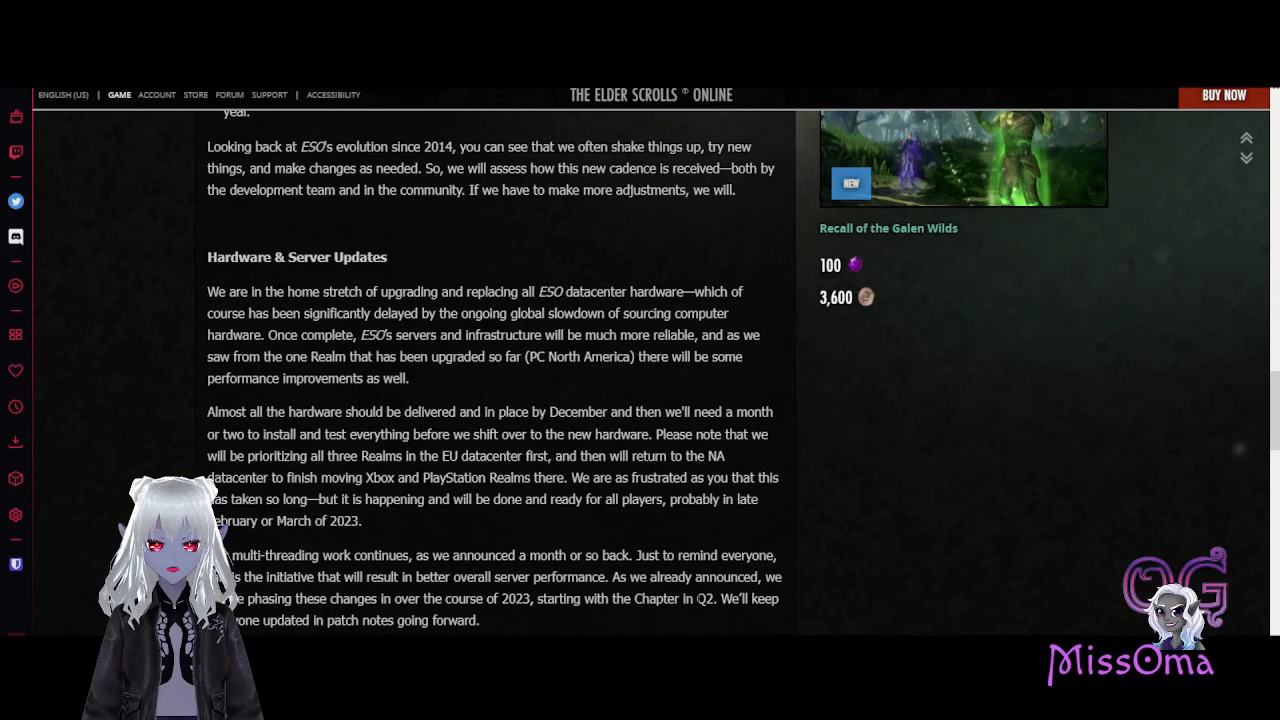 ENGLISH (US) | GAME ACCOUNT STORE FORUM SUPPORT | ACCESSIBILITY
THE ELDER SCROLLS ® ONLINE
BUY NOW
year.
Looking back at ESO's evolution since 2014, you can see that we often shake things up, try new
things, and make changes as needed. So, we will assess how this new cadence is received—both by
the development team and in the community. If we have to make more adjustments, we will.
Hardware & Server Updates
We are in the home stretch of upgrading and replacing all ESO datacenter hardware—which of
course has been significantly delayed by the ongoing global slowdown of sourcing computer
hardware. Once complete, ESO's servers and infrastructure will be much more reliable, and as we
saw from the one Realm that has been upgraded so far (PC North America) there will be some
performance improvements as well.
Almost all the hardware should be delivered and in place by December and then we'll need a month
or two to install and test everything before we shift over to the new hardware. Please note that we
will be prioritizing all three Realms in the EU datacenter first, and then will return to the NA
datacenter to finish moving Xbox and PlayStation Realms there. We are as frustrated as you that this
taken so long—but it is happening and will be done and ready for all players, probably in late
or March of 2023.
multi-threading work continues, as we announced a month or so back. Just to remind everyone,
is the initiative that will result in better overall server performance. As we already announced, we
phasing these changes in over the course of 2023, starting with the Chapter in Q2. We'll keep
updated in patch notes going forward.
NEW
Recall of the Galen Wilds
100
3,600
OG
MissOma